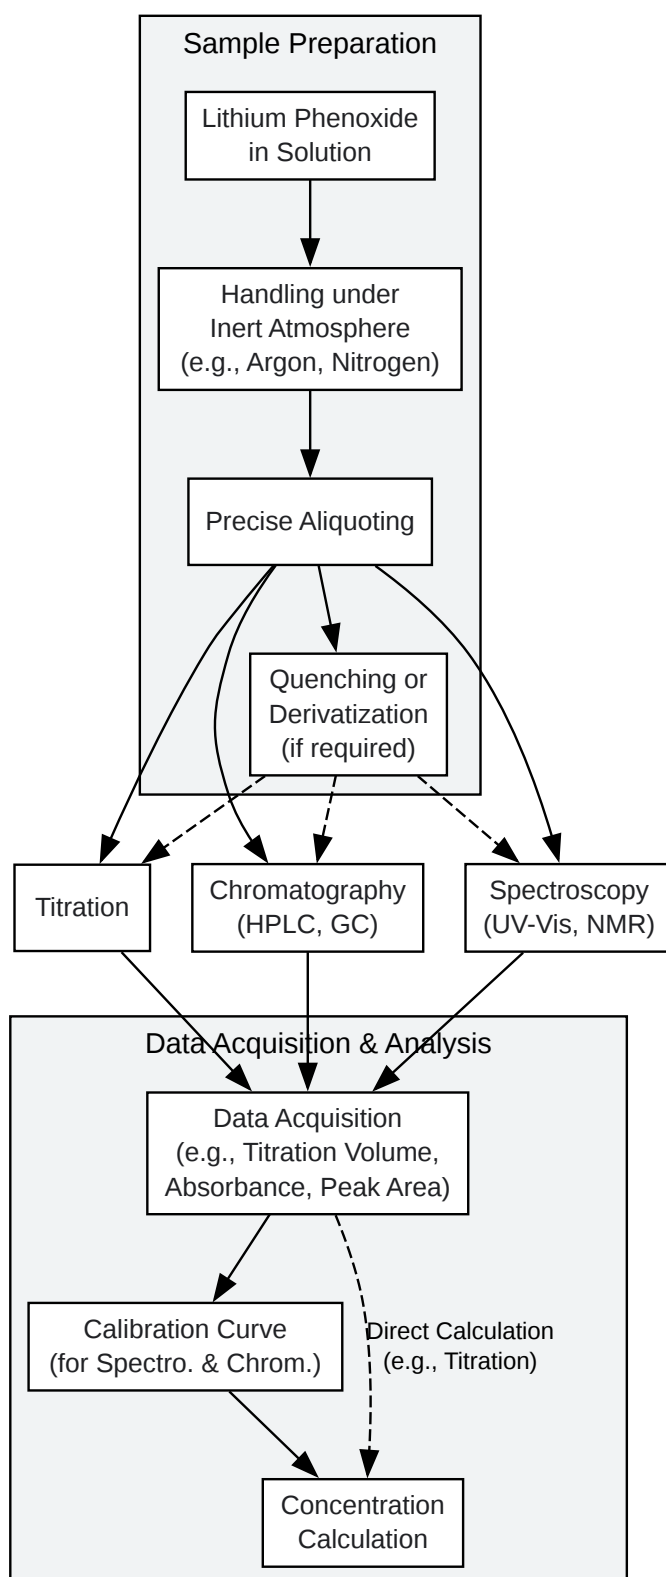 Sample Preparation
Lithium Phenoxide
in Solution
Handling under
Inert Atmosphere
(e.g., Argon, Nitrogen)
Precise Aliquoting
Quenching or
Derivatization
(if required)
Titration
Chromatography
(HPLC, GC)
Spectroscopy
(UV-Vis, NMR)
Data Acquisition & Analysis
Data Acquisition
(e.g., Titration Volume,
Absorbance, Peak Area)
Calibration Curve
(for Spectro. & Chrom.)
Direct Calculation
(e.g., Titration)
Concentration
Calculation